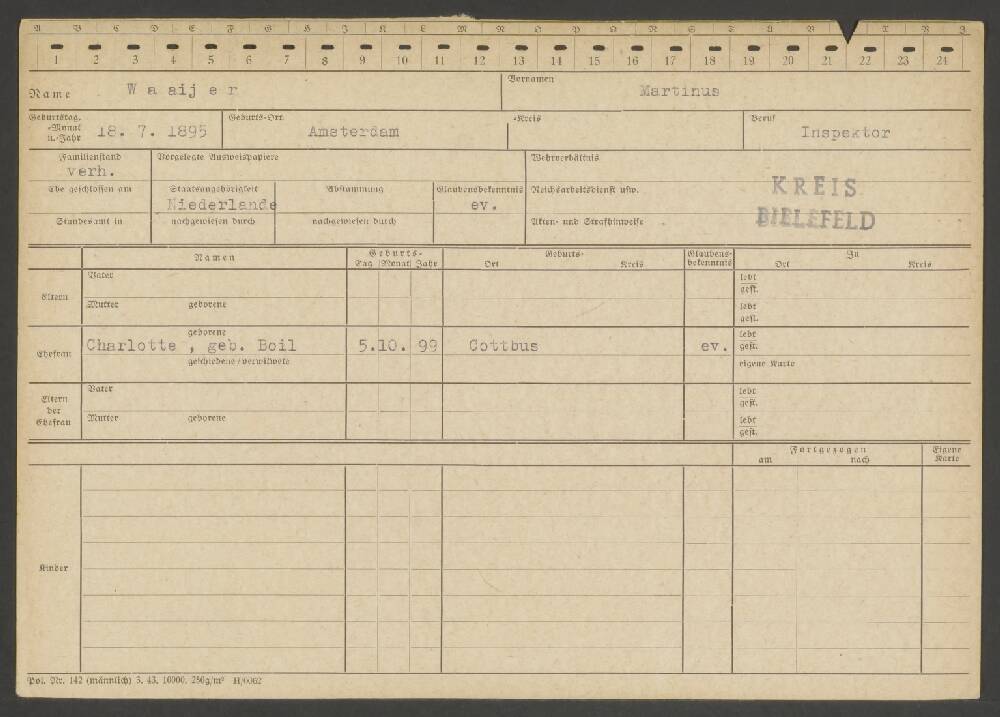 A B C D E F G H J K L M N O P Q R S T U V W X Z
1 2 3 4 5 6 7 8 9 10 11 12 13 14 15 16 17 18 19 20 21 22 23 24
Name Waaijer Vornamen Martinus
Geburtstag, -Monat u. -Jahr 18. 7. 1895 Geburts-Ort Amsterdam -Kreis Beruf Inspektor
Familienstand verh. Vorgelegte Ausweispapiere Wehrverhältnis
Ehe geschlossen am Staatsangehörigkeit Niederlande Abstammung Glaubensbekenntnis ev. Reichsarbeitsdienst usw.
KREIS
BIELEFELD
Standesamt in nachgewiesen durch nachgewiesen durch Akten- und Strafhinweise
Namen Geburts- Tag Monat Jahr Geburts- Ort Kreis Glaubens-bekenntnis In Ort Kreis
Eltern Vater lebt gest.
Mutter geborene lebt gest.
Ehefrau geborene lebt gest.
Charlotte, geb. Boil 5.10. 99 Cottbus ev.
geschiedene/verwitwete eigene Karte
Eltern der Ehefrau Vater lebt gest.
Mutter geborene lebt gest.
Fortgezogen am nach Eigene Karte
Kinder
Pol. Nr. 142 (männlich) 3. 43. 10000. 250g/m² H/0062